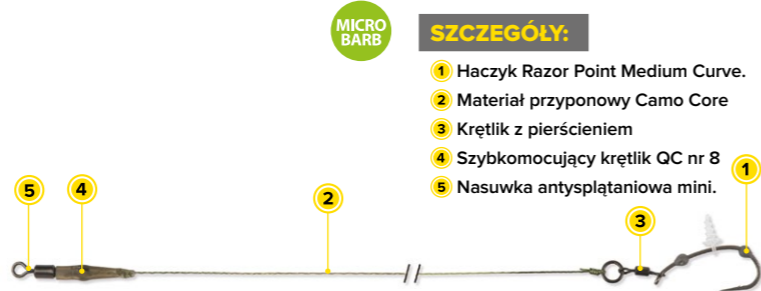 MICRO
BARB
SZCZEGÓŁY:
1 Haczyk Razor Point Medium Curve.
2 Materiał przyponowy Camo Core
3 Krętlik z pierścieniem
4 Szybkomocujący krętlik QC nr 8
5 Nasuwka antysplątaniowa mini.
1
5
4
2
3